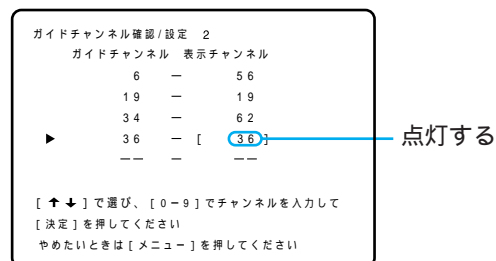 ガイドチャンネル確認/設定 2
ガイドチャンネル 表示チャンネル
6 － 56
19 － 19
34 － 62
▶ 36 － [ 36 ]
－－ － －－
点灯する
[ ↑ ↓ ] で選び、[ 0－9 ] でチャンネルを入力して
[ 決定 ] を押してください
やめたいときは [ メニュー ] を押してください